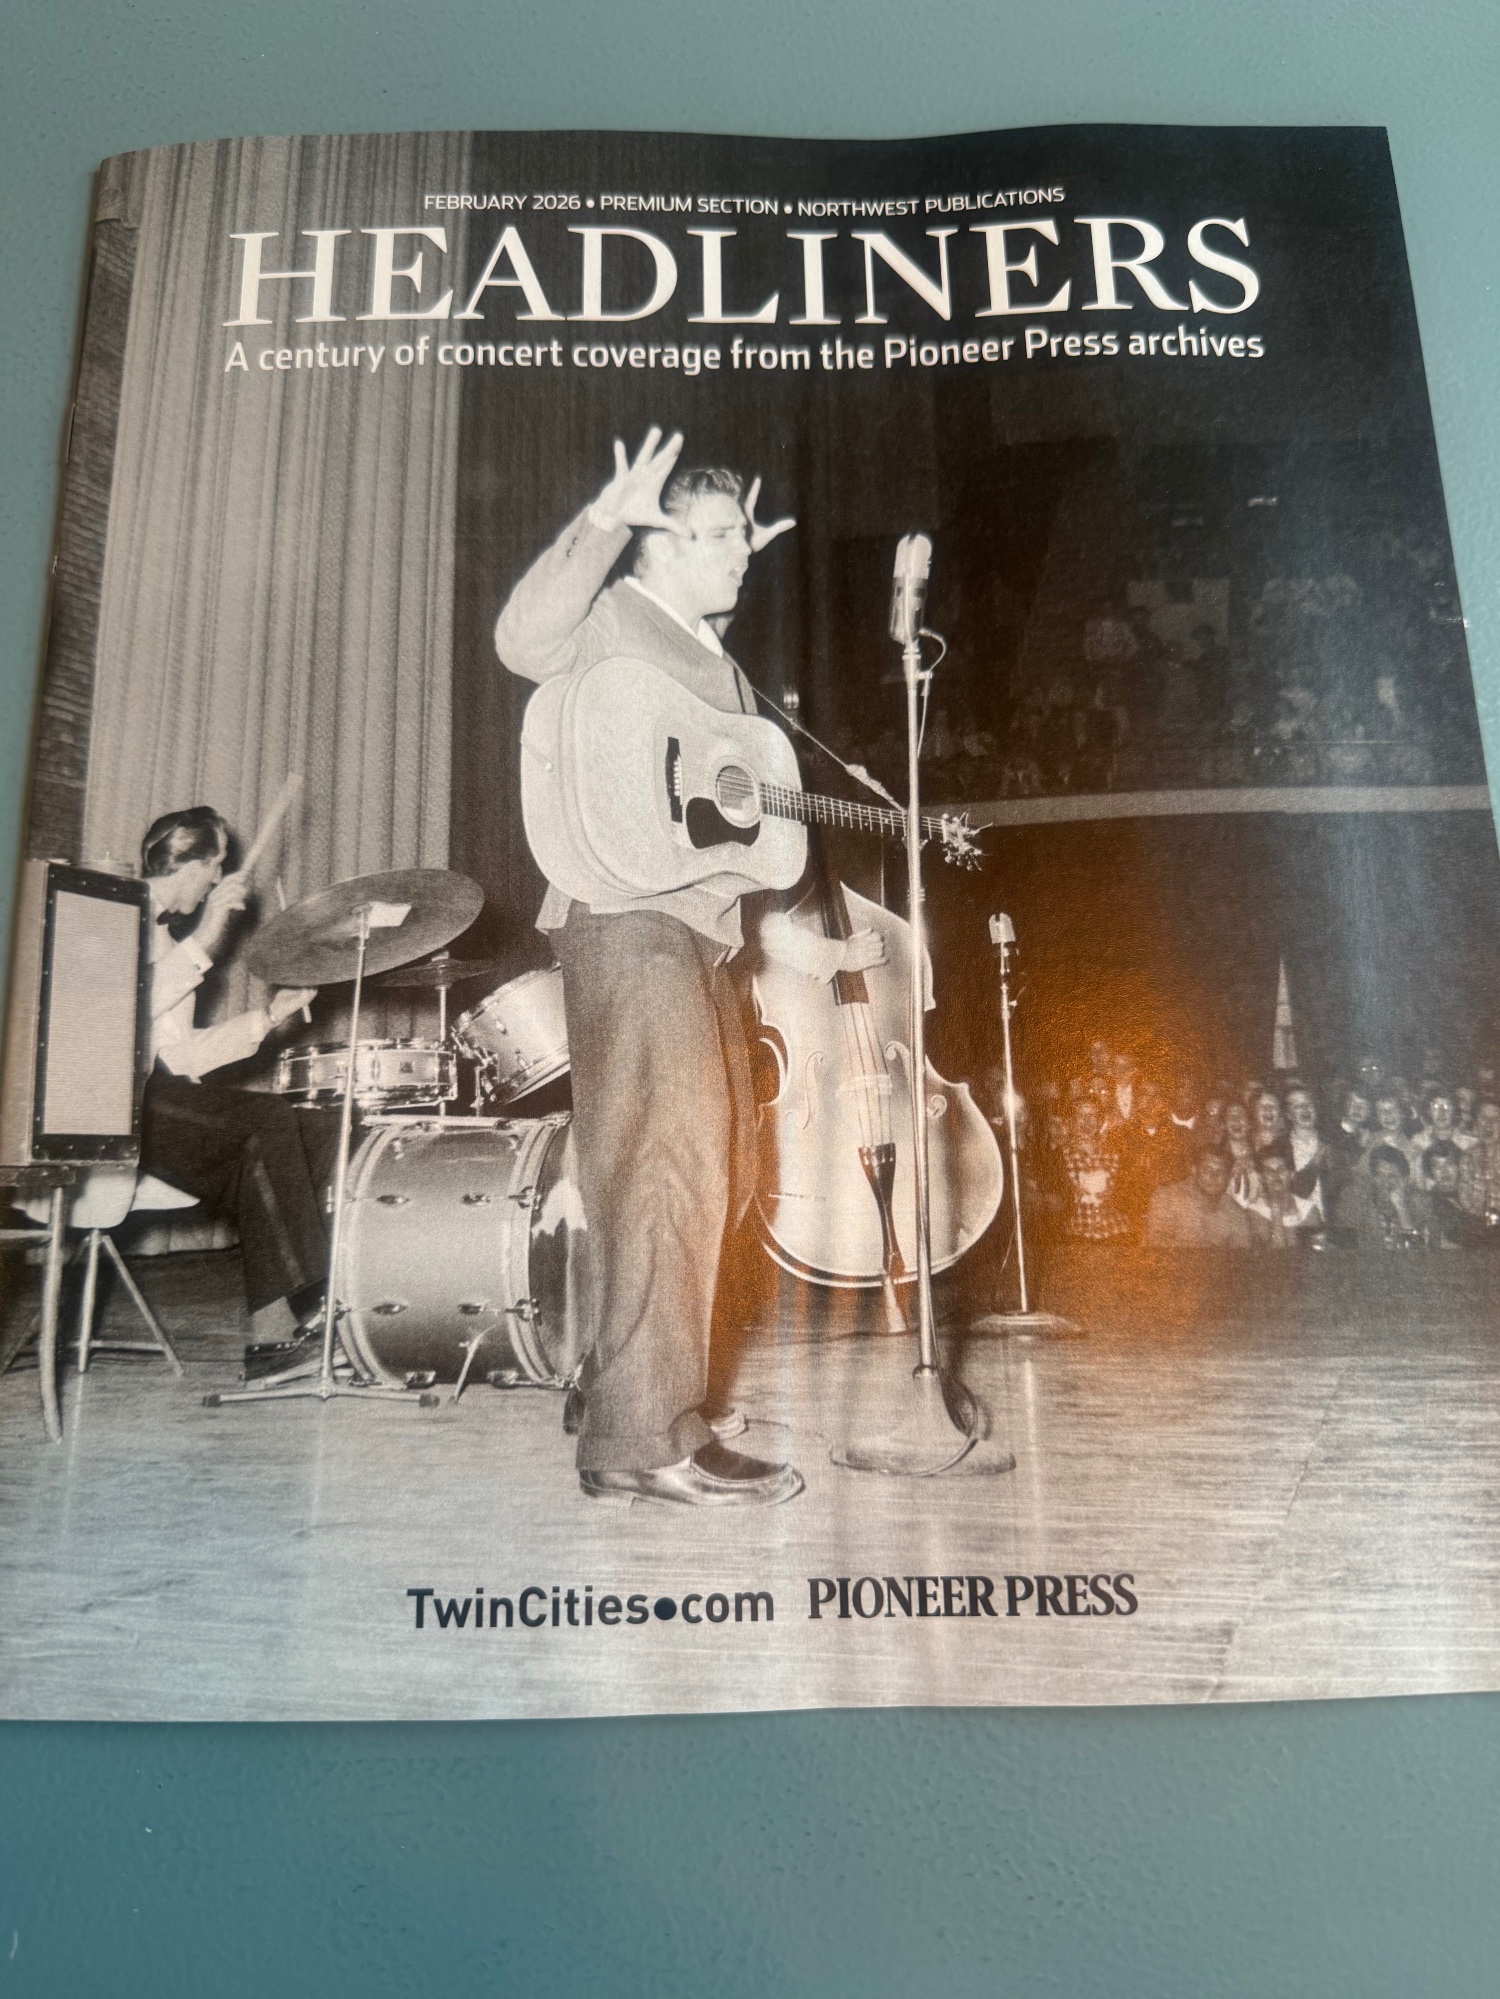 FEBRUARY 2026 • PREMIUM SECTION • NORTHWEST PUBLICATIONS
HEADLINERS
A century of concert coverage from the Pioneer Press archives
TwinCities•com PIONEER PRESS